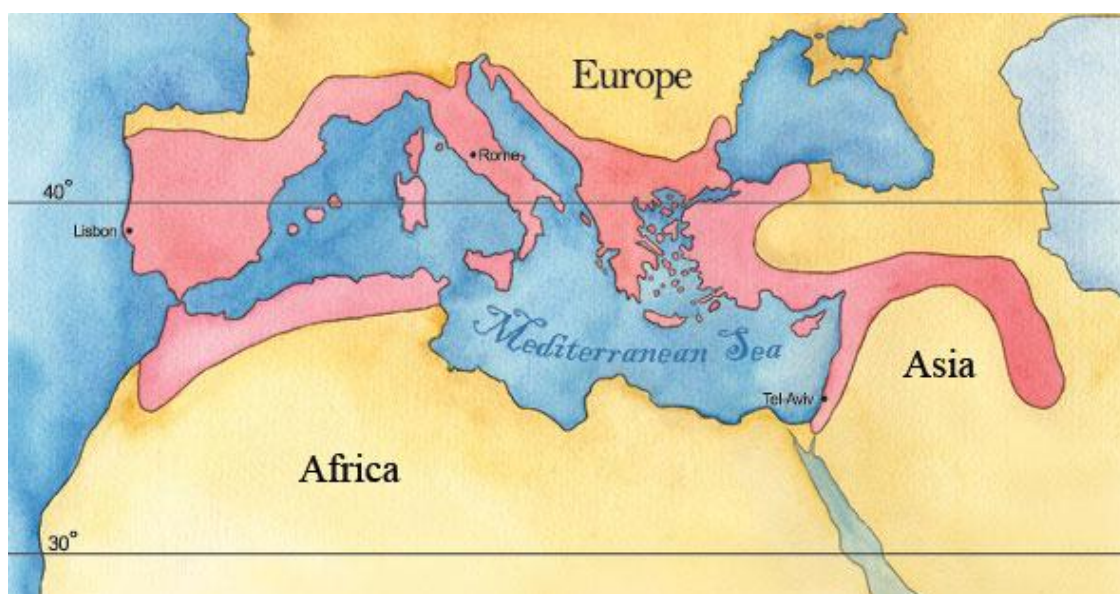 Europe
Rome
40°
Lisbon
Mediterranean Sea
Asia
Tel-Aviv
Africa
30°